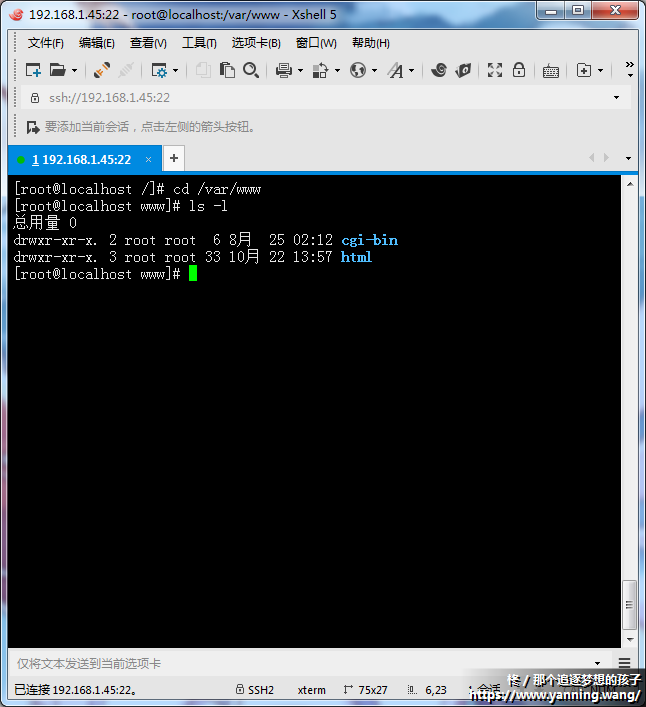 192.168.1.45:22 - root@localhost:/var/www - Xshell 5
文件(F) 编辑(E) 查看(V) 工具(T) 选项卡(B) 窗口(W) 帮助(H)
ssh://192.168.1.45:22
要添加当前会话，点击左侧的箭头按钮。
1 192.168.1.45:22 × +
[root@localhost /]# cd /var/www
[root@localhost www]# ls -l
总用量 0
drwxr-xr-x. 2 root root  6 8月  25 02:12 cgi-bin
drwxr-xr-x. 3 root root 33 10月 22 13:57 html
[root@localhost www]#
仅将文本发送到当前选项卡
已连接 192.168.1.45:22。 SSH2 xterm 75x27 6,23 会话
柊 / 那个追逐梦想的孩子
https://www.yanning.wang/